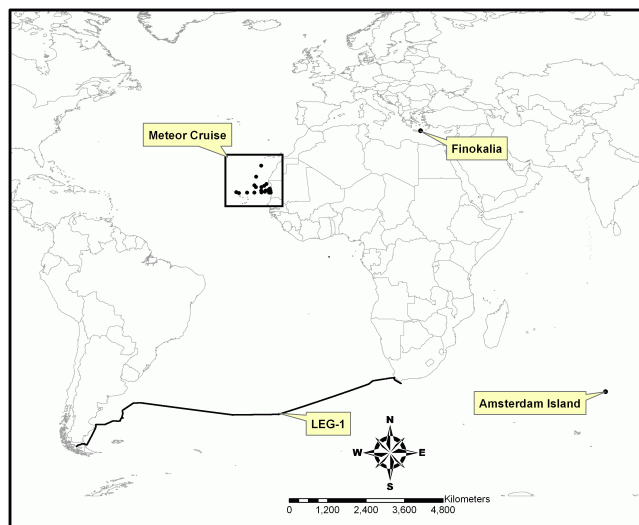 Meteor Cruise
Finokalia
Amsterdam Island
LEG-1
N
W E
S
Kilometers
0 1,200 2,400 3,600 4,800